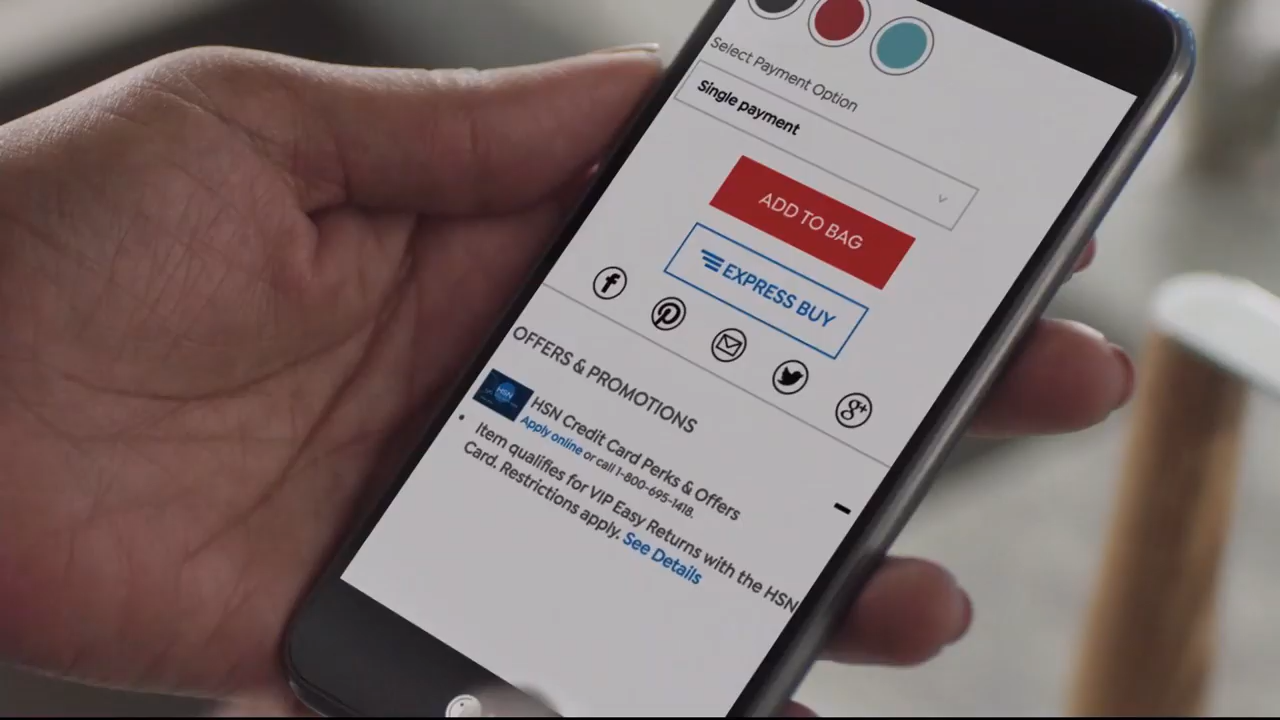 Select Payment Option
Single payment
ADD TO BAG
EXPRESS BUY
OFFERS & PROMOTIONS
HSN
HSN Credit Card Perks & Offers
Apply online or call 1-800-695-1418.
Item qualifies for VIP Easy Returns with the HSN
Card. Restrictions apply. See Details